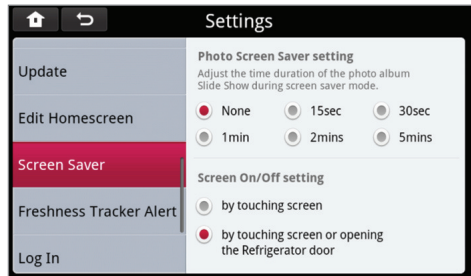 Settings
Update
Edit Homescreen
Screen Saver
Freshness Tracker Alert
Log In
Photo Screen Saver setting
Adjust the time duration of the photo album
Slide Show during screen saver mode.
None 15sec 30sec
1min 2mins 5mins
Screen On/Off setting
by touching screen
by touching screen or opening
the Refrigerator door